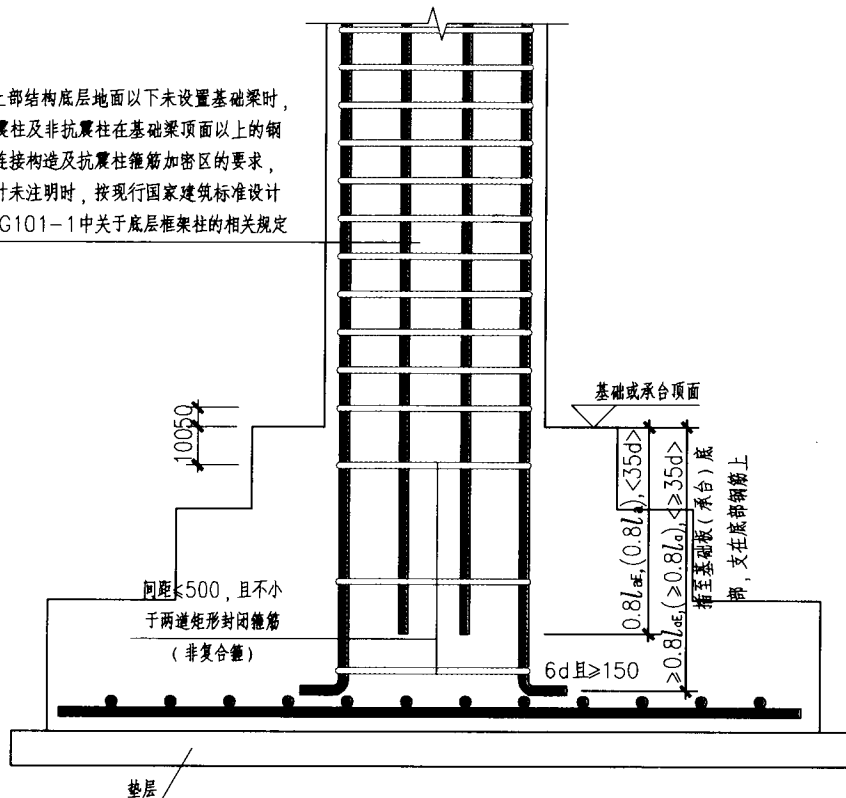 上部结构底层地面以下未设置基础梁时，
震柱及非抗震柱在基础梁顶面以上的钢
连接构造及抗震柱箍筋加密区的要求，
计未注明时，按现行国家建筑标准设计
G101-1中关于底层框架柱的相关规定
50
100
基础或承台顶面
0.8laE,(0.8la),<35d>
≥0.8laE,(≥0.8la),<≥35d>
插至基础板(承台)底
部，支在底部钢筋上
间距≤500，且不小
于两道矩形封闭箍筋
(非复合箍)
6d且≥150
垫层